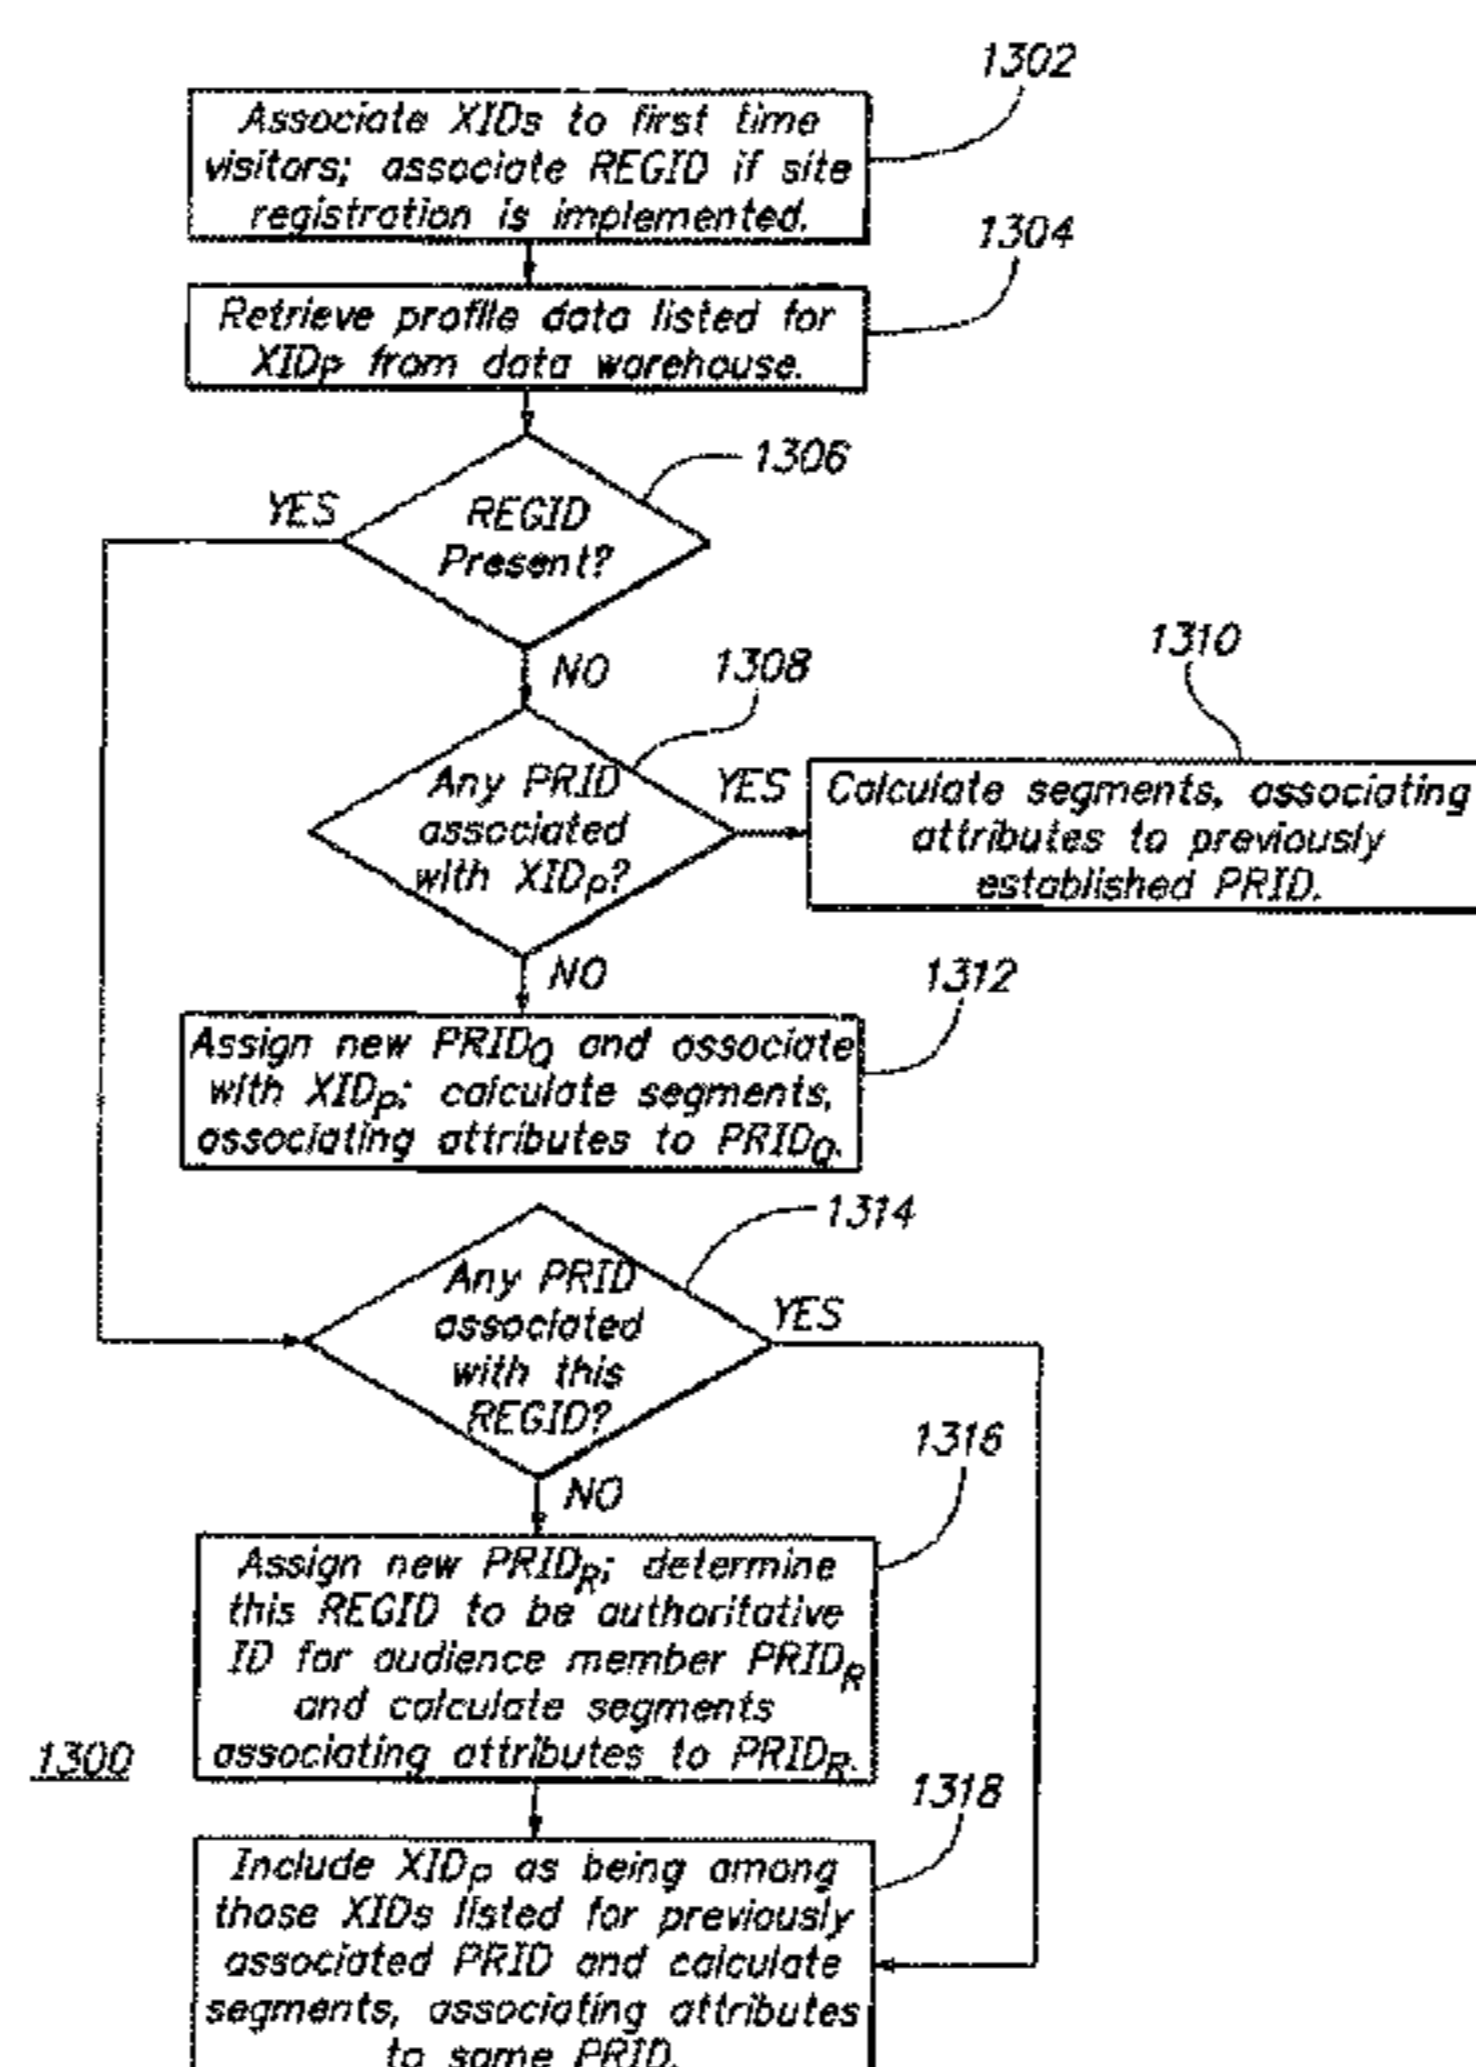 1302
Associate XIDs to first time
visitors; associate REGID if site
registration is implemented.
1304
Retrieve profile data listed for
XIDP from data warehouse.
1306
YES
REGID
Present?
NO
1308
1310
Any PRID
associated
with XIDP?
YES
Calculate segments, associating
attributes to previously
established PRID.
NO
1312
Assign new PRIDQ and associate
with XIDP; calculate segments,
associating attributes to PRIDQ.
1314
Any PRID
associated
with this
REGID?
YES
NO
1316
Assign new PRIDR; determine
this REGID to be authoritative
ID for audience member PRIDR
and calculate segments
associating attributes to PRIDR.
1300
1318
Include XIDP as being among
those XIDs listed for previously
associated PRID and calculate
segments, associating attributes
to same PRID.